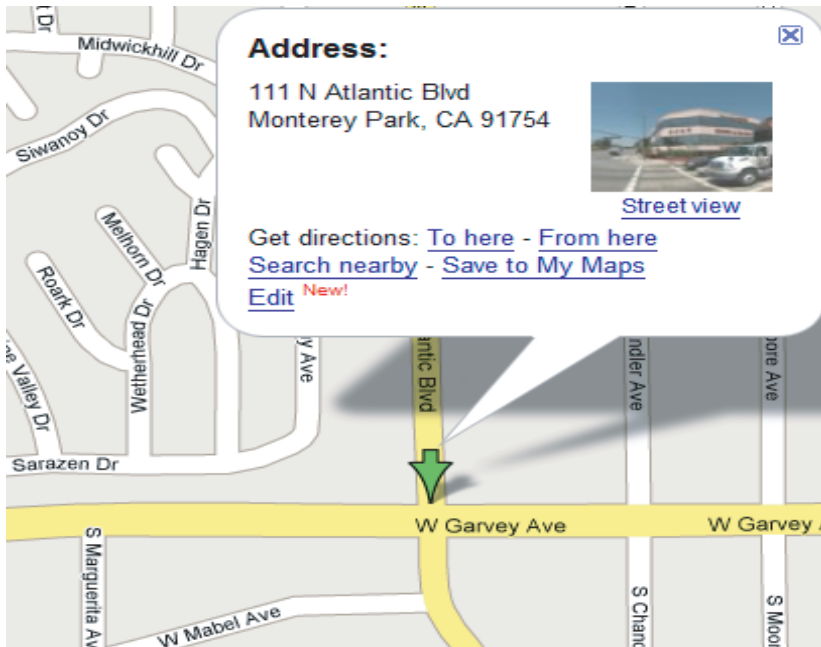 Midwickhill Dr
Siwanoy Dr
Melhorn Dr
Hagen Dr
Roark Dr
Wetherhead Dr
Valley Dr
Sarazen Dr
Address:
111 N Atlantic Blvd
Monterey Park, CA 91754
Street view
Get directions: To here - From here
Search nearby - Save to My Maps
Edit New!
y Ave
antic Blvd
ndler Ave
ore Ave
W Garvey Ave
W Garvey
S Marguerita Av
W Mabel Ave
S Chand
S Moor